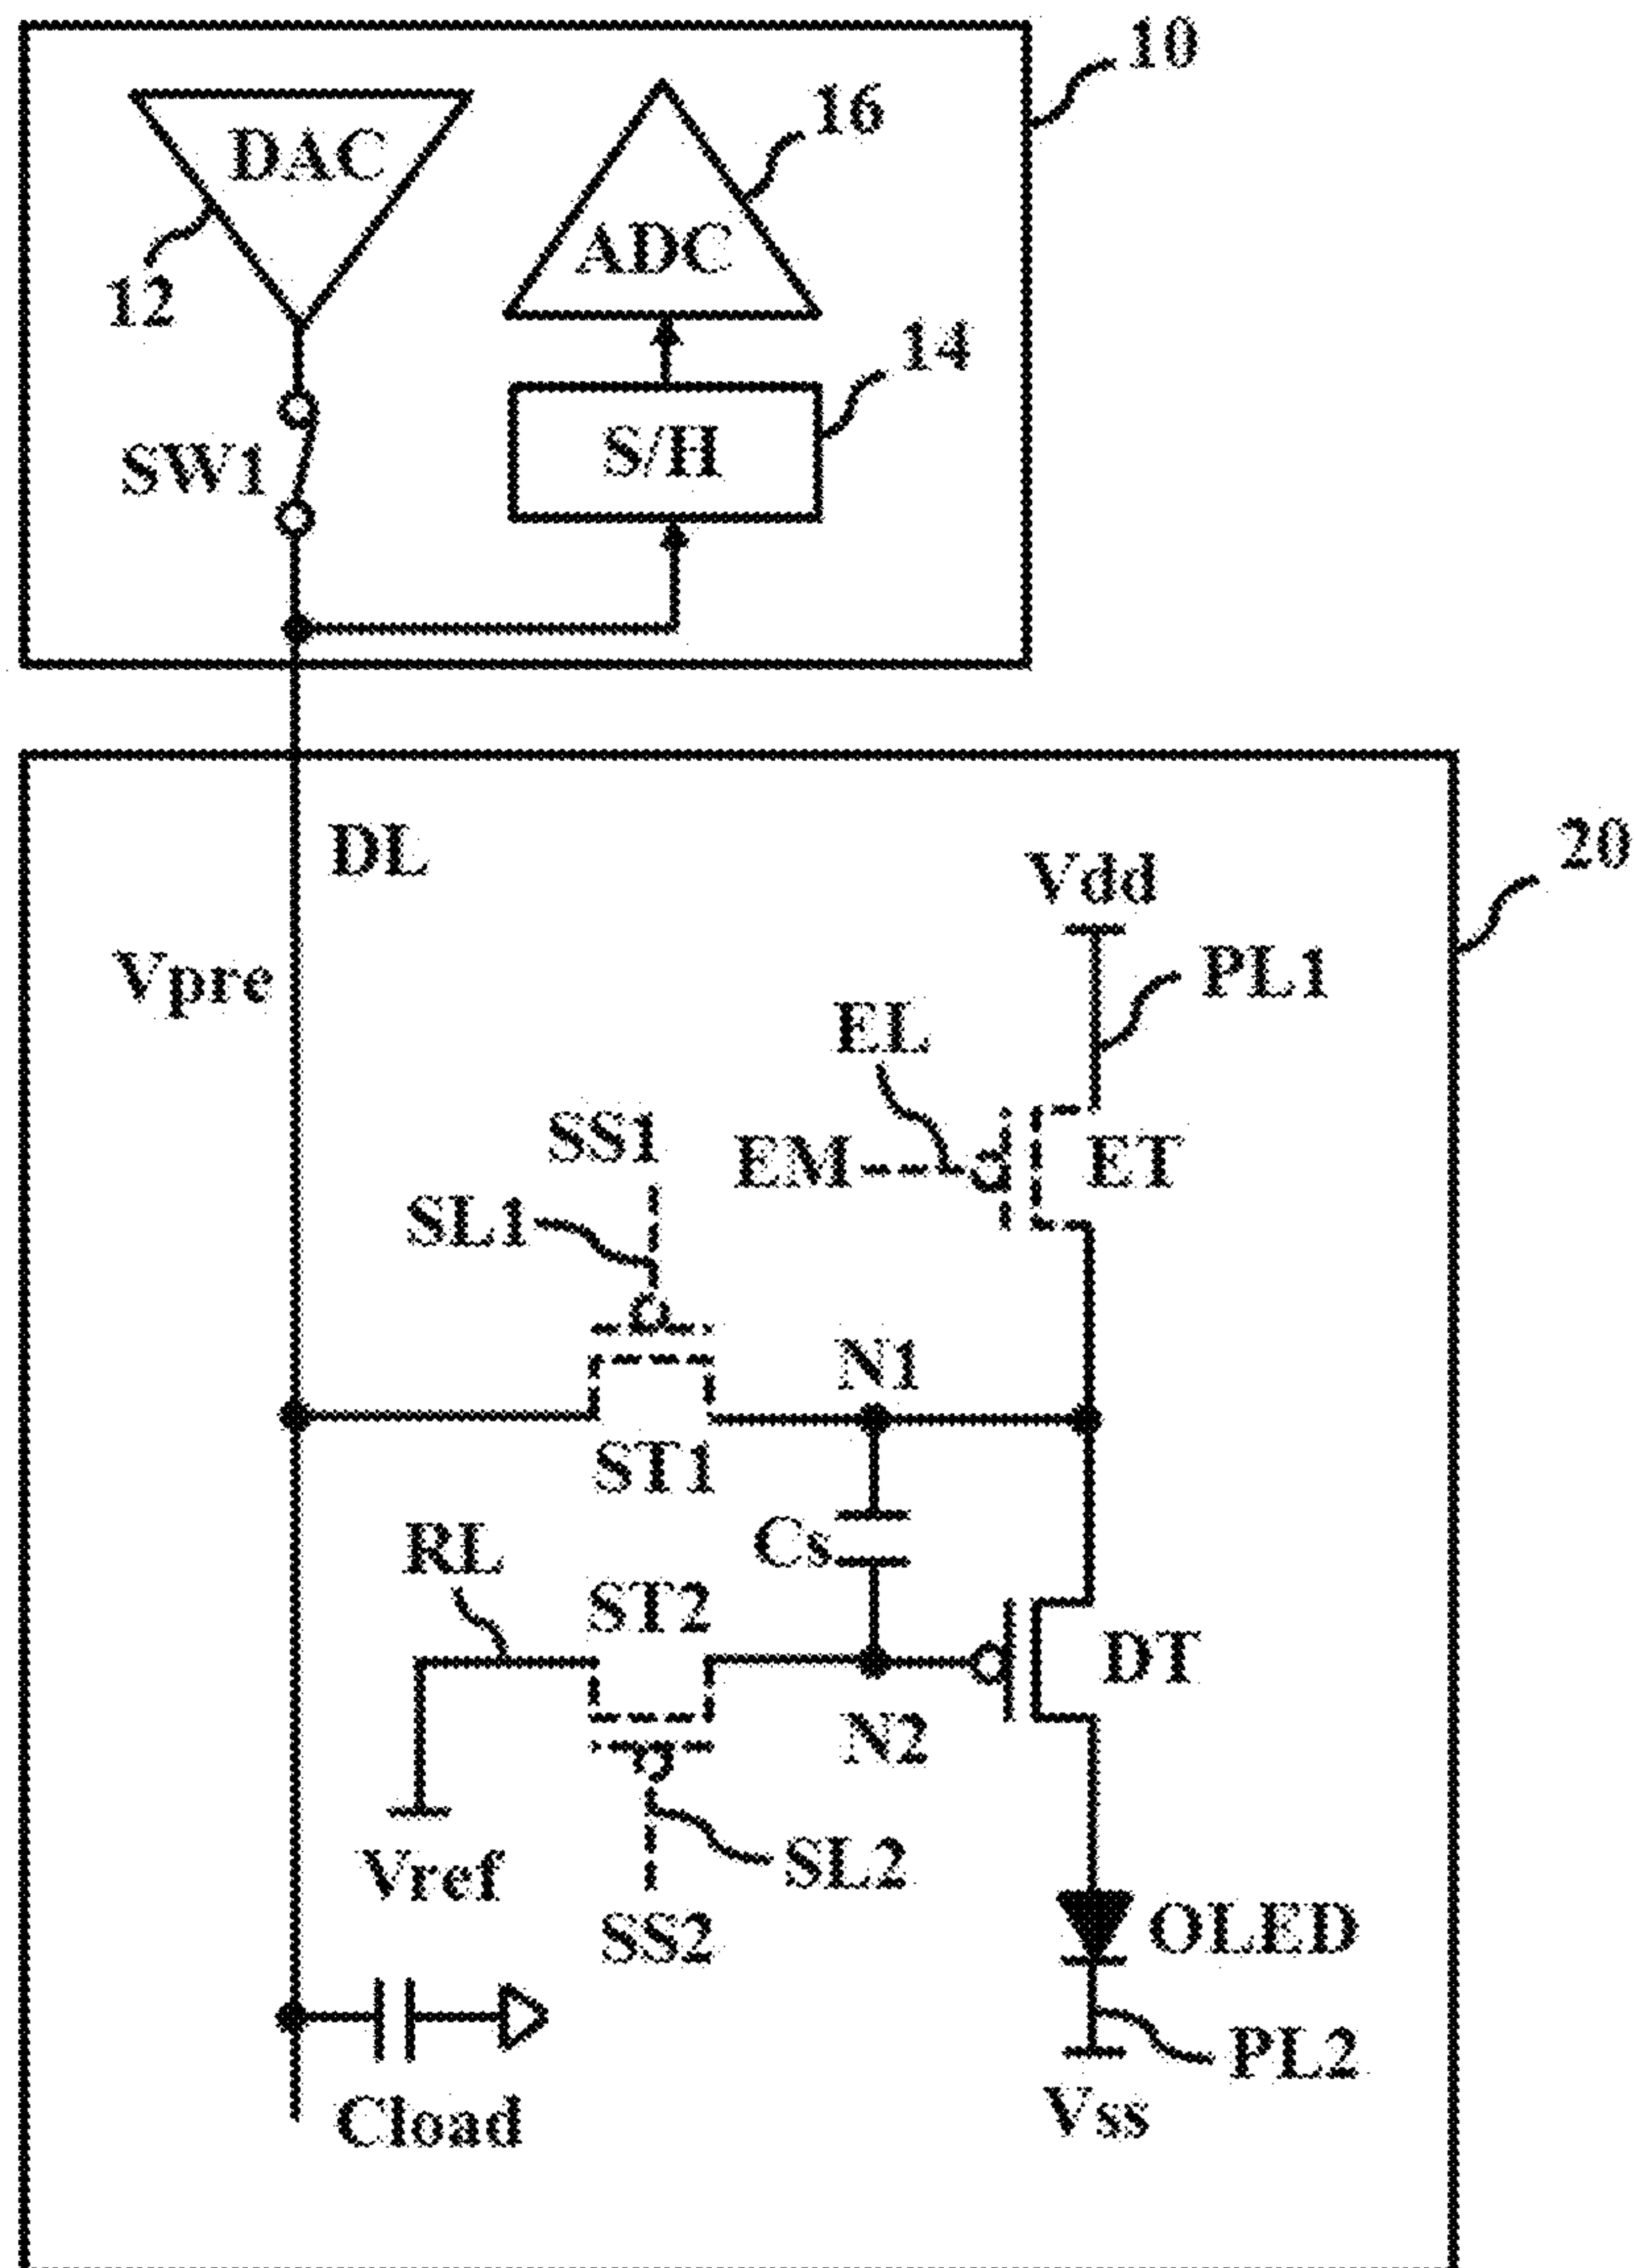 10
DAC
16
ADC
12
14
S/H
SW1
DL
20
Vdd
Vpre
PL1
EL
SS1
EM
ET
SL1
N1
ST1
Cs
RL
ST2
DT
N2
Vref
SL2
SS2
OLED
PL2
Cload
Vss